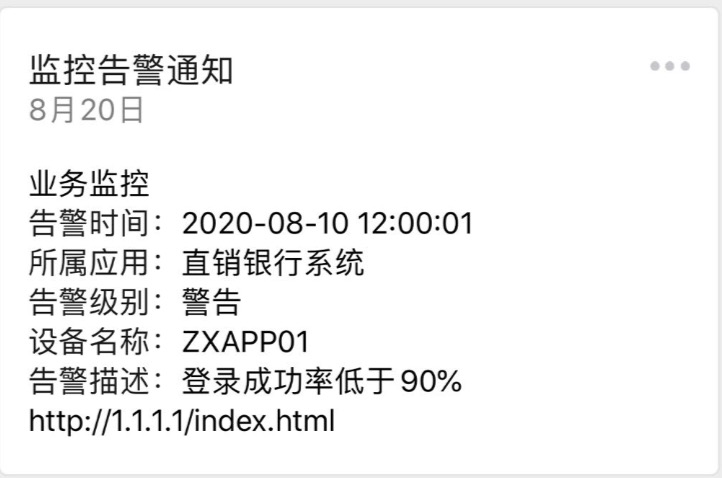 监控告警通知
8月20日
业务监控
告警时间：2020-08-10 12:00:01
所属应用：直销银行系统
告警级别：警告
设备名称：ZXAPP01
告警描述：登录成功率低于90%
http://1.1.1.1/index.html